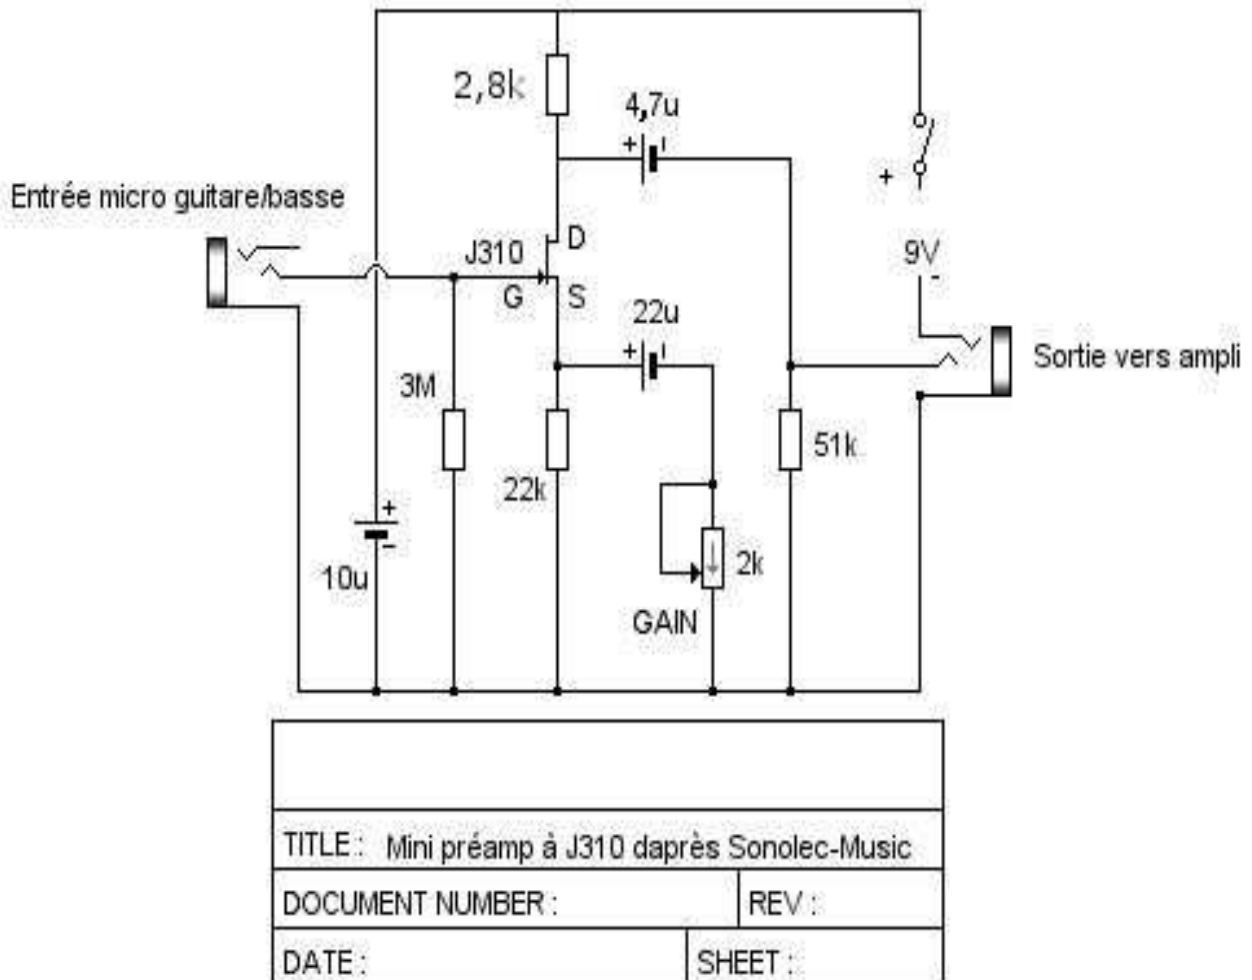 2,8k
4,7u
+
+
Entrée micro guitare/basse
J310
D
9V
-
G
S
22u
+
Sortie vers ampli
3M
51k
22k
+
-
10u
2k
GAIN
TITLE : Mini préamp à J310 daprès Sonolec-Music
DOCUMENT NUMBER :
REV :
DATE :
SHEET :